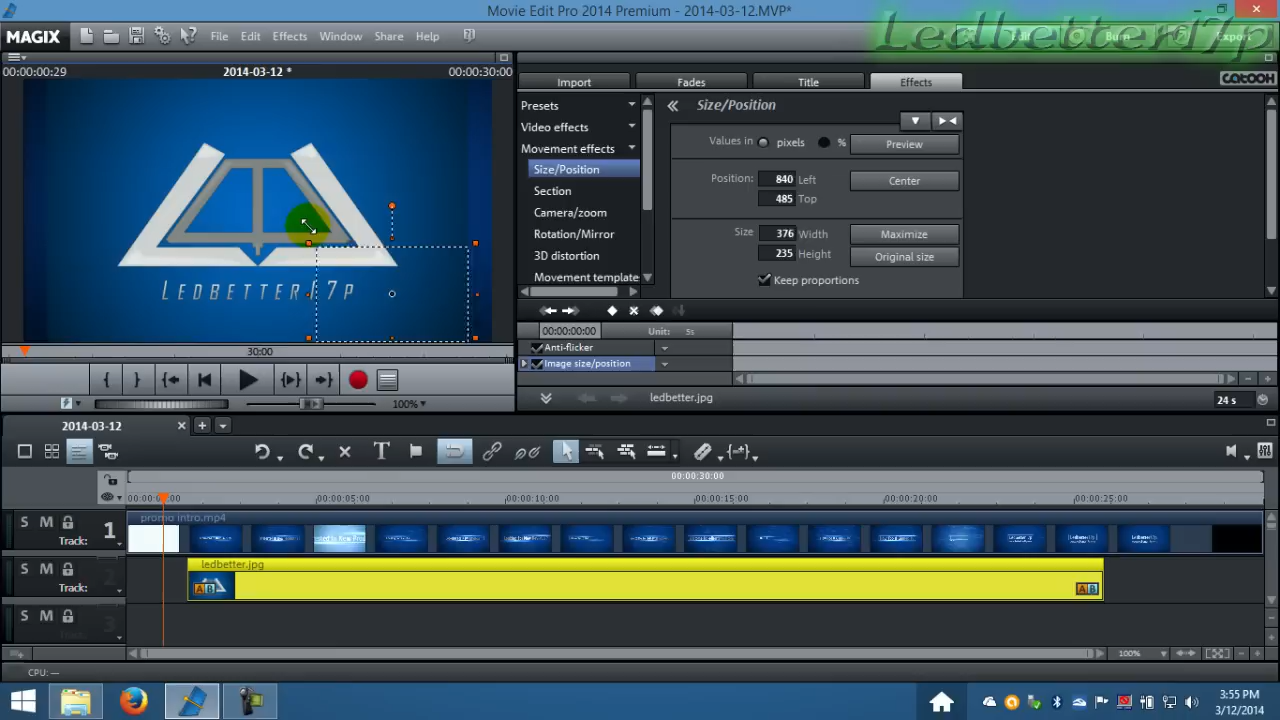 Movie Edit Pro 2014 Premium - 2014-03-12.MVP*
MAGIX File Edit Effects Window Share Help
Edit Burn Export
Ledbetter17p
00:00:00:29 2014-03-12 * 00:00:30:00
LEDBETTER17P
30:00
100%
Import Fades Title Effects CATOOH
Presets
Video effects
Movement effects
Size/Position
Section
Camera/zoom
Rotation/Mirror
3D distortion
Movement template
Size/Position
Values in pixels % Preview
Position: 840 Left Center
485 Top
Size 376 Width Maximize
235 Height Original size
Keep proportions
00:00:00:00 Unit: Ss
Anti-flicker
Image size/position
ledbetter.jpg 24 s
2014-03-12
00:00:30:00
00:00:05:00 00:00:10:00 00:00:15:00 00:00:20:00 00:00:25:00
promo intro.mp4
S M Track: 1
ledbetter.jpg
S M Track: 2
S M Track: 3
100%
CPU: —
3:55 PM
3/12/2014